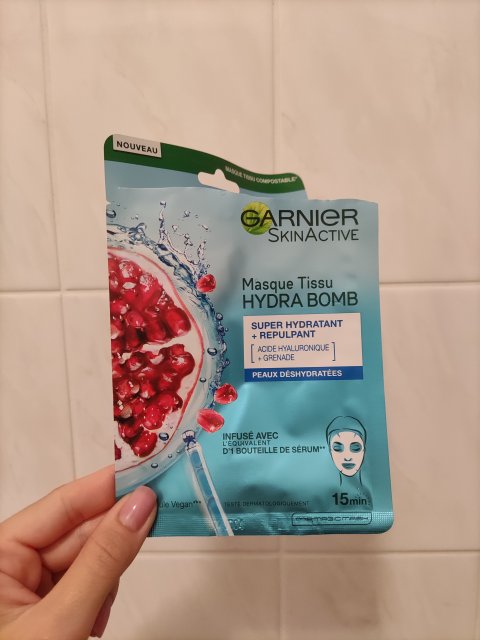 NOUVEAU
MASQUE TISSU COMPOSTABLE*
GARNIER
SKINACTIVE
Masque Tissu
HYDRA BOMB
SUPER HYDRATANT
+ REPULPANT
[ ACIDE HYALURONIQUE
+ GRENADE ]
PEAUX DÉSHYDRATÉES
INFUSÉ AVEC
L'ÉQUIVALENT
D'1 BOUTEILLE DE SÉRUM**
Vegan***
TESTÉ DERMATOLOGIQUEMENT
15min